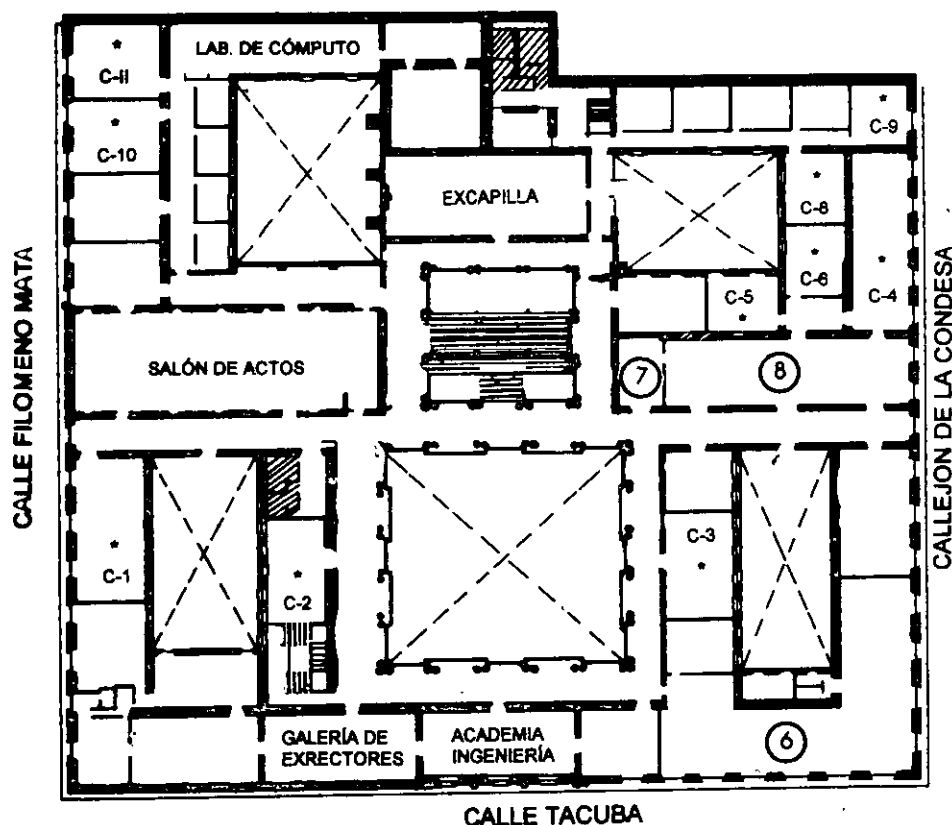 LAB. DE CÓMPUTO
C-11
C-9
C-10
EXCAPILLA
C-8
C-6
C-5
C-4
CALLE FILOMENO MATA
SALÓN DE ACTOS
7
8
CALLEJON DE LA CONDESA
C-3
C-1
C-2
GALERÍA DE
EXRECTORES
ACADEMIA
INGENIERÍA
6
CALLE TACUBA